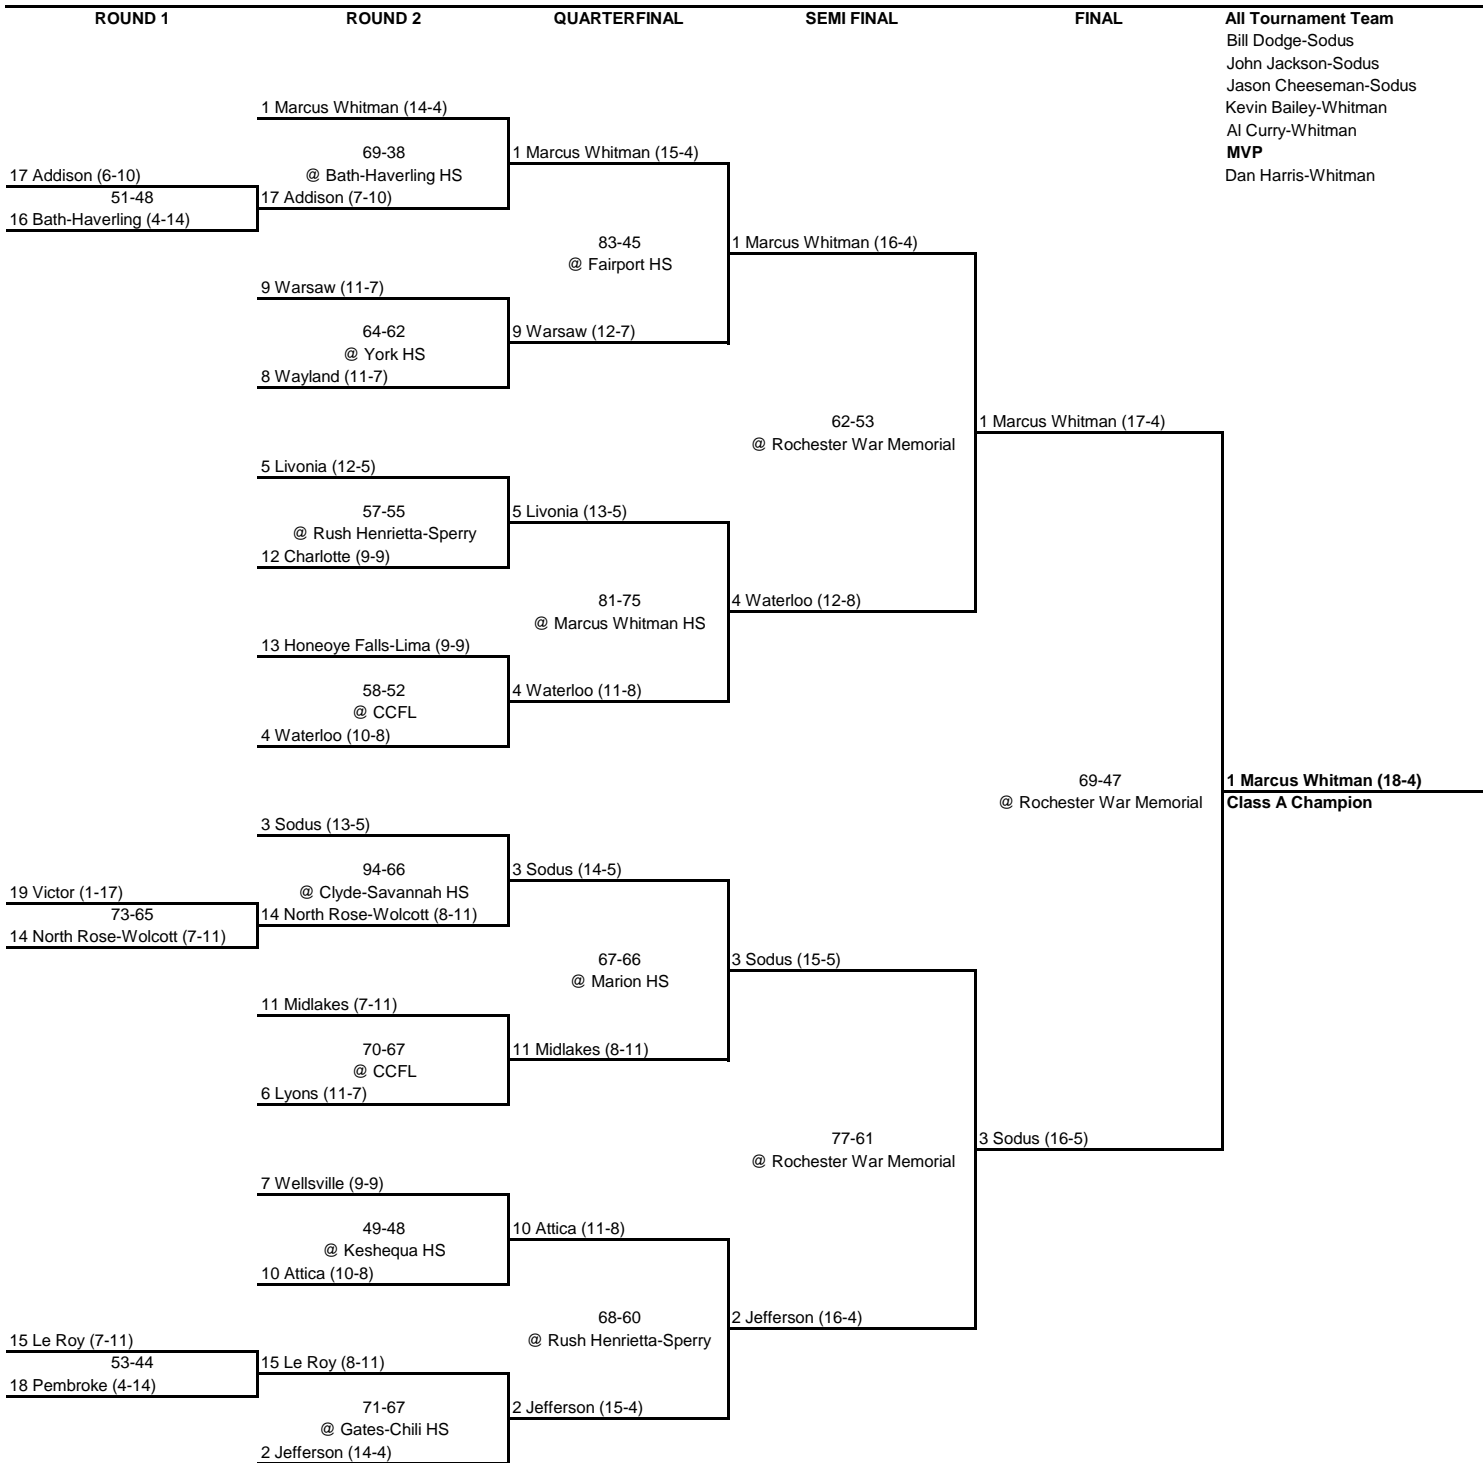 ROUND 1
ROUND 2
QUARTERFINAL
SEMI FINAL
FINAL
All Tournament Team
Bill Dodge-Sodus
John Jackson-Sodus
Jason Cheeseman-Sodus
Kevin Bailey-Whitman
Al Curry-Whitman
MVP
Dan Harris-Whitman
17 Addison (6-10)
51-48
16 Bath-Haverling (4-14)
19 Victor (1-17)
73-65
14 North Rose-Wolcott (7-11)
15 Le Roy (7-11)
53-44
18 Pembroke (4-14)
1 Marcus Whitman (14-4)
69-38
@ Bath-Haverling HS
17 Addison (7-10)
9 Warsaw (11-7)
64-62
@ York HS
8 Wayland (11-7)
5 Livonia (12-5)
57-55
@ Rush Henrietta-Sperry
12 Charlotte (9-9)
13 Honeoye Falls-Lima (9-9)
58-52
@ CCFL
4 Waterloo (10-8)
3 Sodus (13-5)
94-66
@ Clyde-Savannah HS
14 North Rose-Wolcott (8-11)
11 Midlakes (7-11)
70-67
@ CCFL
6 Lyons (11-7)
7 Wellsville (9-9)
49-48
@ Keshequa HS
10 Attica (10-8)
15 Le Roy (8-11)
71-67
@ Gates-Chili HS
2 Jefferson (14-4)
1 Marcus Whitman (15-4)
83-45
@ Fairport HS
9 Warsaw (12-7)
5 Livonia (13-5)
81-75
@ Marcus Whitman HS
4 Waterloo (11-8)
3 Sodus (14-5)
67-66
@ Marion HS
11 Midlakes (8-11)
10 Attica (11-8)
68-60
@ Rush Henrietta-Sperry
2 Jefferson (15-4)
1 Marcus Whitman (16-4)
62-53
@ Rochester War Memorial
4 Waterloo (12-8)
3 Sodus (15-5)
77-61
@ Rochester War Memorial
2 Jefferson (16-4)
1 Marcus Whitman (17-4)
69-47
@ Rochester War Memorial
3 Sodus (16-5)
1 Marcus Whitman (18-4)
Class A Champion